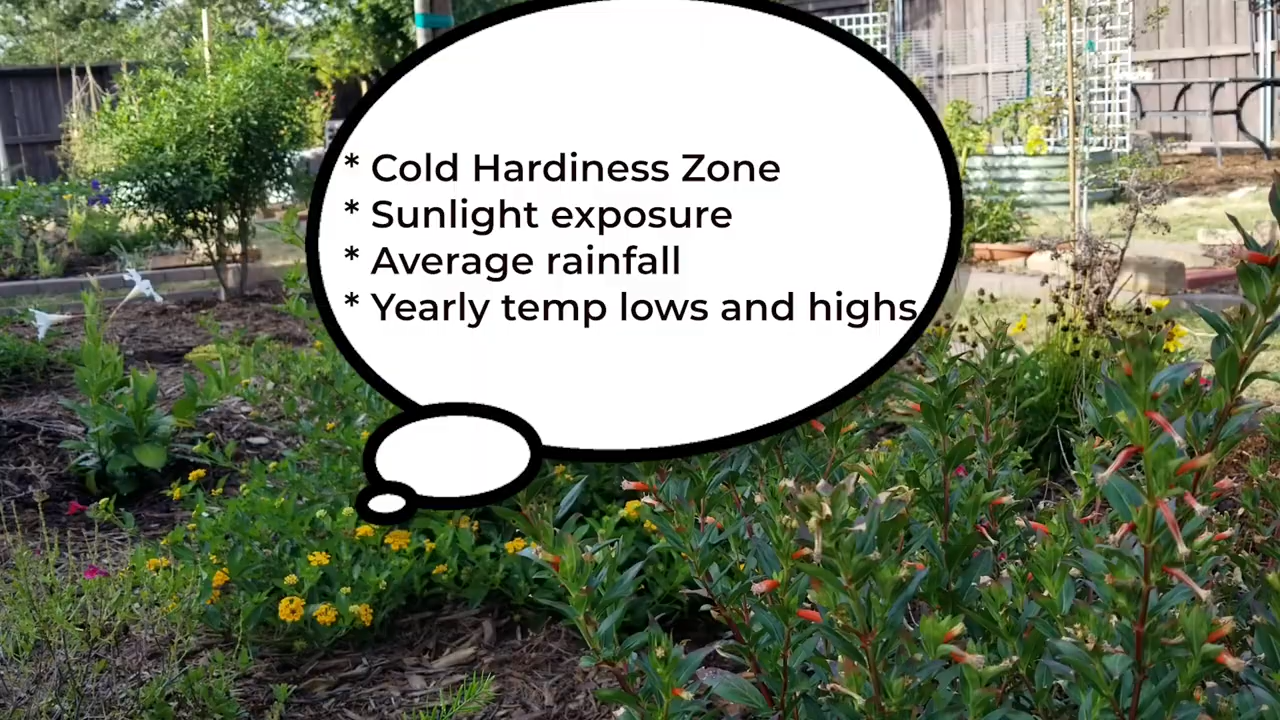 * Cold Hardiness Zone
* Sunlight exposure
* Average rainfall
* Yearly temp lows and highs